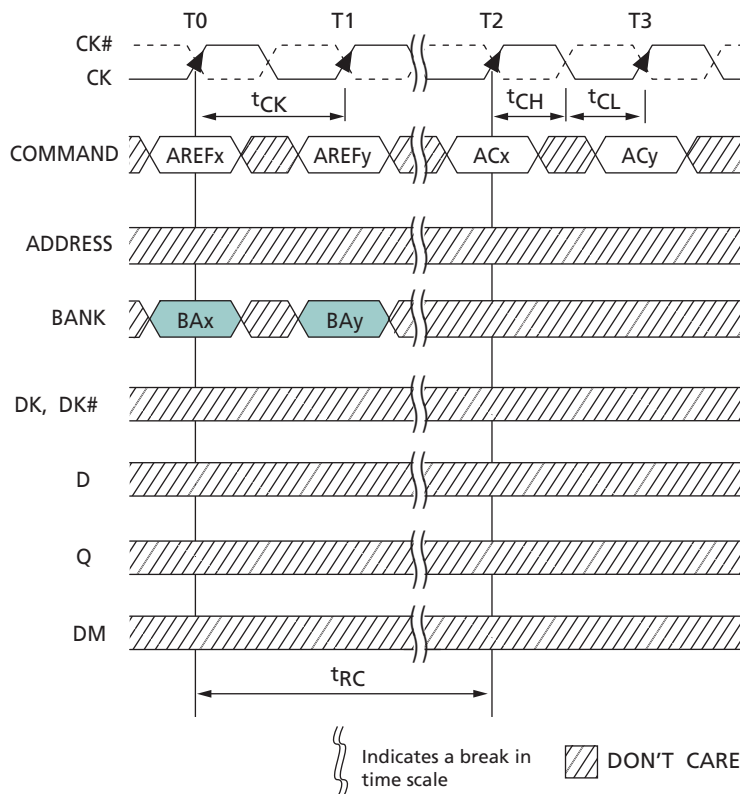 T0 T1 T2 T3
CK#
CK
tCK tCH tCL
COMMAND AREFx AREFy ACx ACy
ADDRESS
BANK BAx BAy
DK, DK#
D
Q
DM
tRC
Indicates a break in
time scale
DON'T CARE